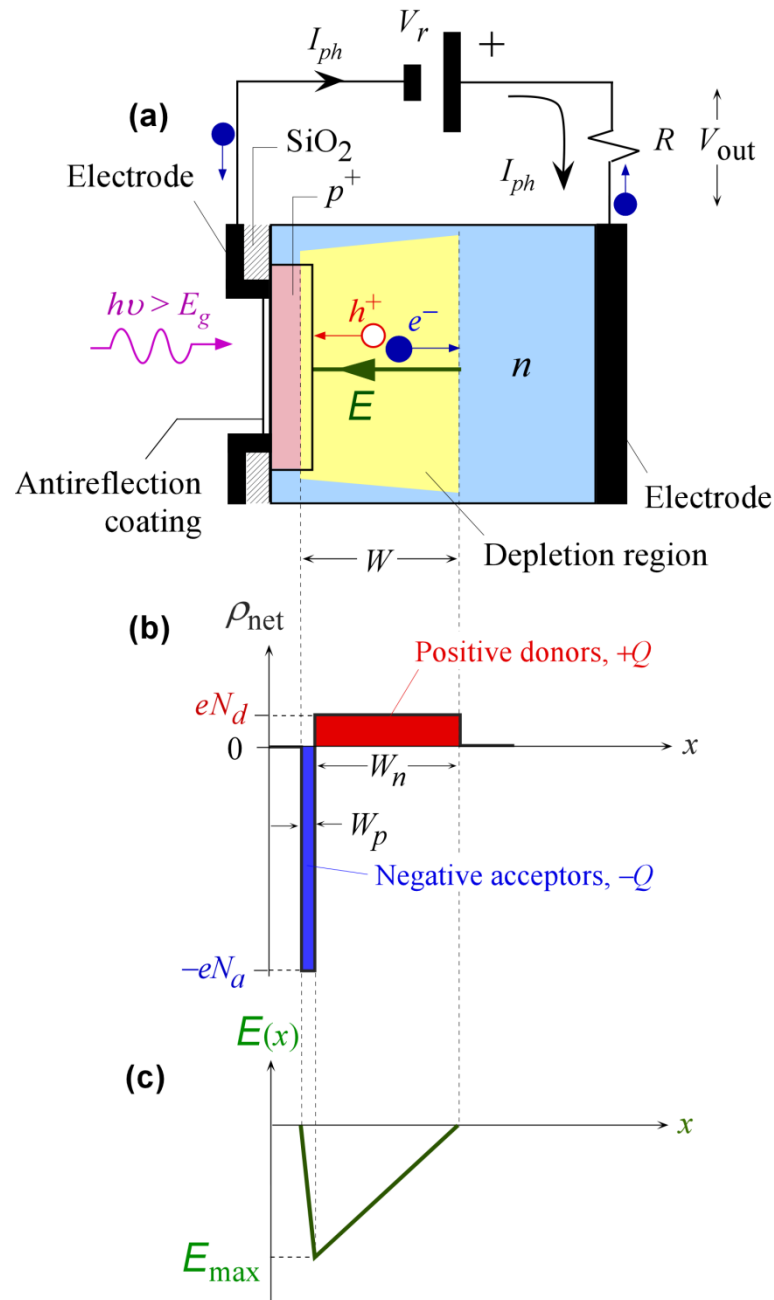 V_r
+
I_ph
(a)
SiO_2
R
V_out
Electrode
p^+
I_ph
hυ > E_g
h^+
e^-
n
E
Antireflection
coating
Electrode
W
Depletion region
(b)
ρ_net
Positive donors, +Q
eN_d
0
x
W_n
W_p
Negative acceptors, −Q
−eN_a
E(x)
(c)
x
E_max